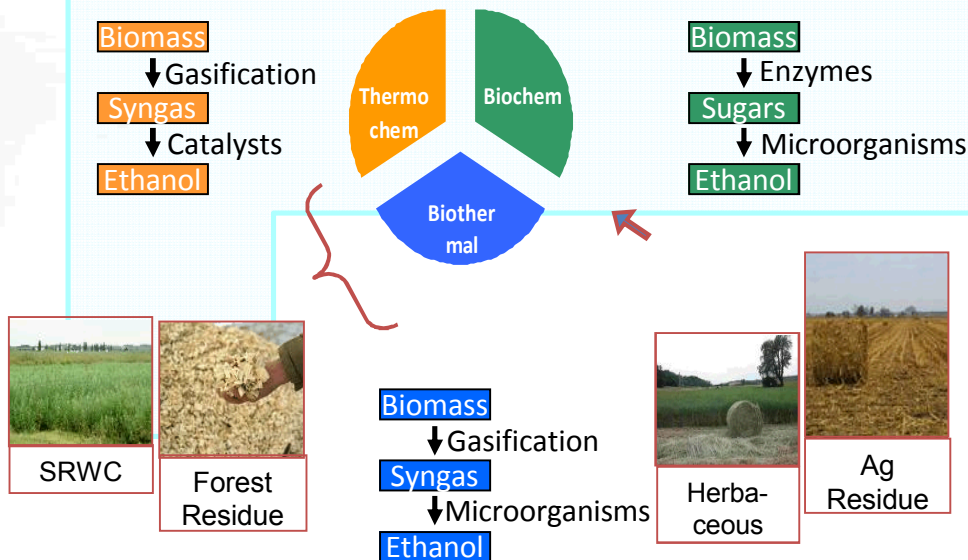 Biomass
Gasification
Syngas
Catalysts
Ethanol
Thermo
chem
Biochem
Biother
mal
Biomass
Enzymes
Sugars
Microorganisms
Ethanol
SRWC
Forest
Residue
Biomass
Gasification
Syngas
Microorganisms
Ethanol
Herba-
ceous
Ag
Residue